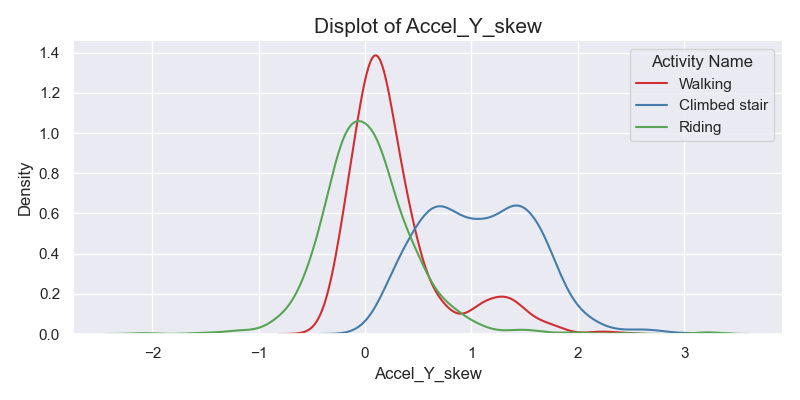 Displot of Accel_Y_skew
Activity Name
Walking
Climbed stair
Riding
Density
1.4
1.2
1.0
0.8
0.6
0.4
0.2
0.0
−2
−1
0
1
2
3
Accel_Y_skew